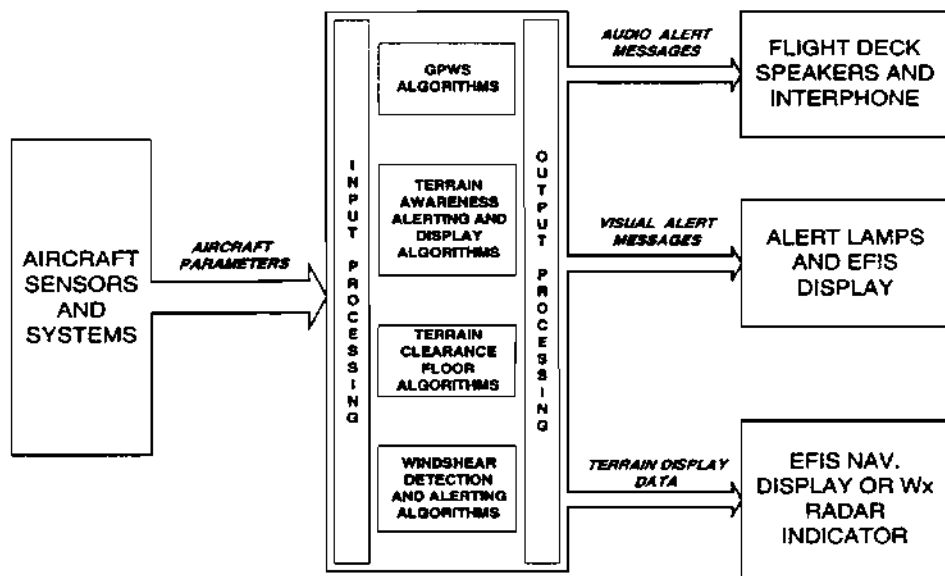 AIRCRAFT
SENSORS
AND
SYSTEMS
AIRCRAFT
PARAMETERS
INPUT PROCESSING
GPWS
ALGORITHMS
TERRAIN
AWARENESS
ALERTING AND
DISPLAY
ALGORITHMS
TERRAIN
CLEARANCE
FLOOR
ALGORITHMS
WINDSHEAR
DETECTION
AND ALERTING
ALGORITHMS
OUTPUT PROCESSING
AUDIO ALERT
MESSAGES
FLIGHT DECK
SPEAKERS AND
INTERPHONE
VISUAL ALERT
MESSAGES
ALERT LAMPS
AND EFIS
DISPLAY
TERRAIN DISPLAY
DATA
EFIS NAV.
DISPLAY OR Wx
RADAR
INDICATOR